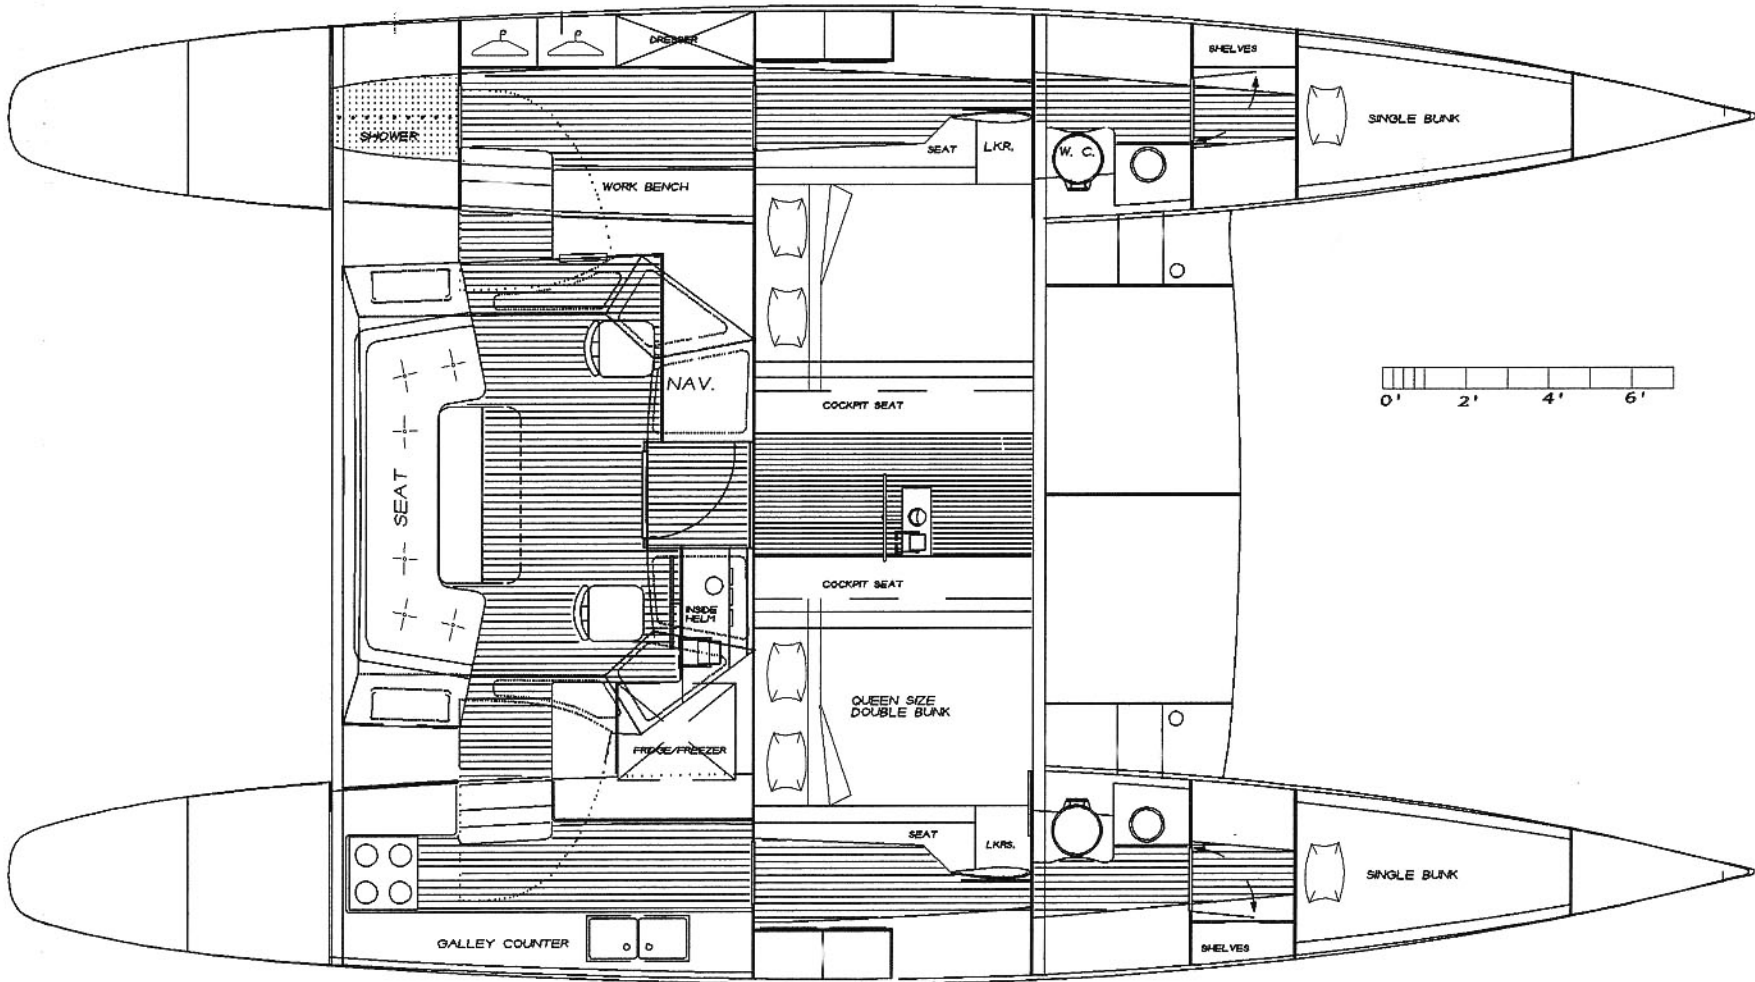 DRESSER
SHELVES
SHOWER
SEAT
LKR.
W. C.
SINGLE BUNK
WORK BENCH
NAV.
COCKPIT SEAT
0' 2' 4' 6'
SEAT
COCKPIT SEAT
INSIDE
HELM
QUEEN SIZE
DOUBLE BUNK
FRIDGE/FREEZER
SEAT
LKRS.
SINGLE BUNK
GALLEY COUNTER
SHELVES